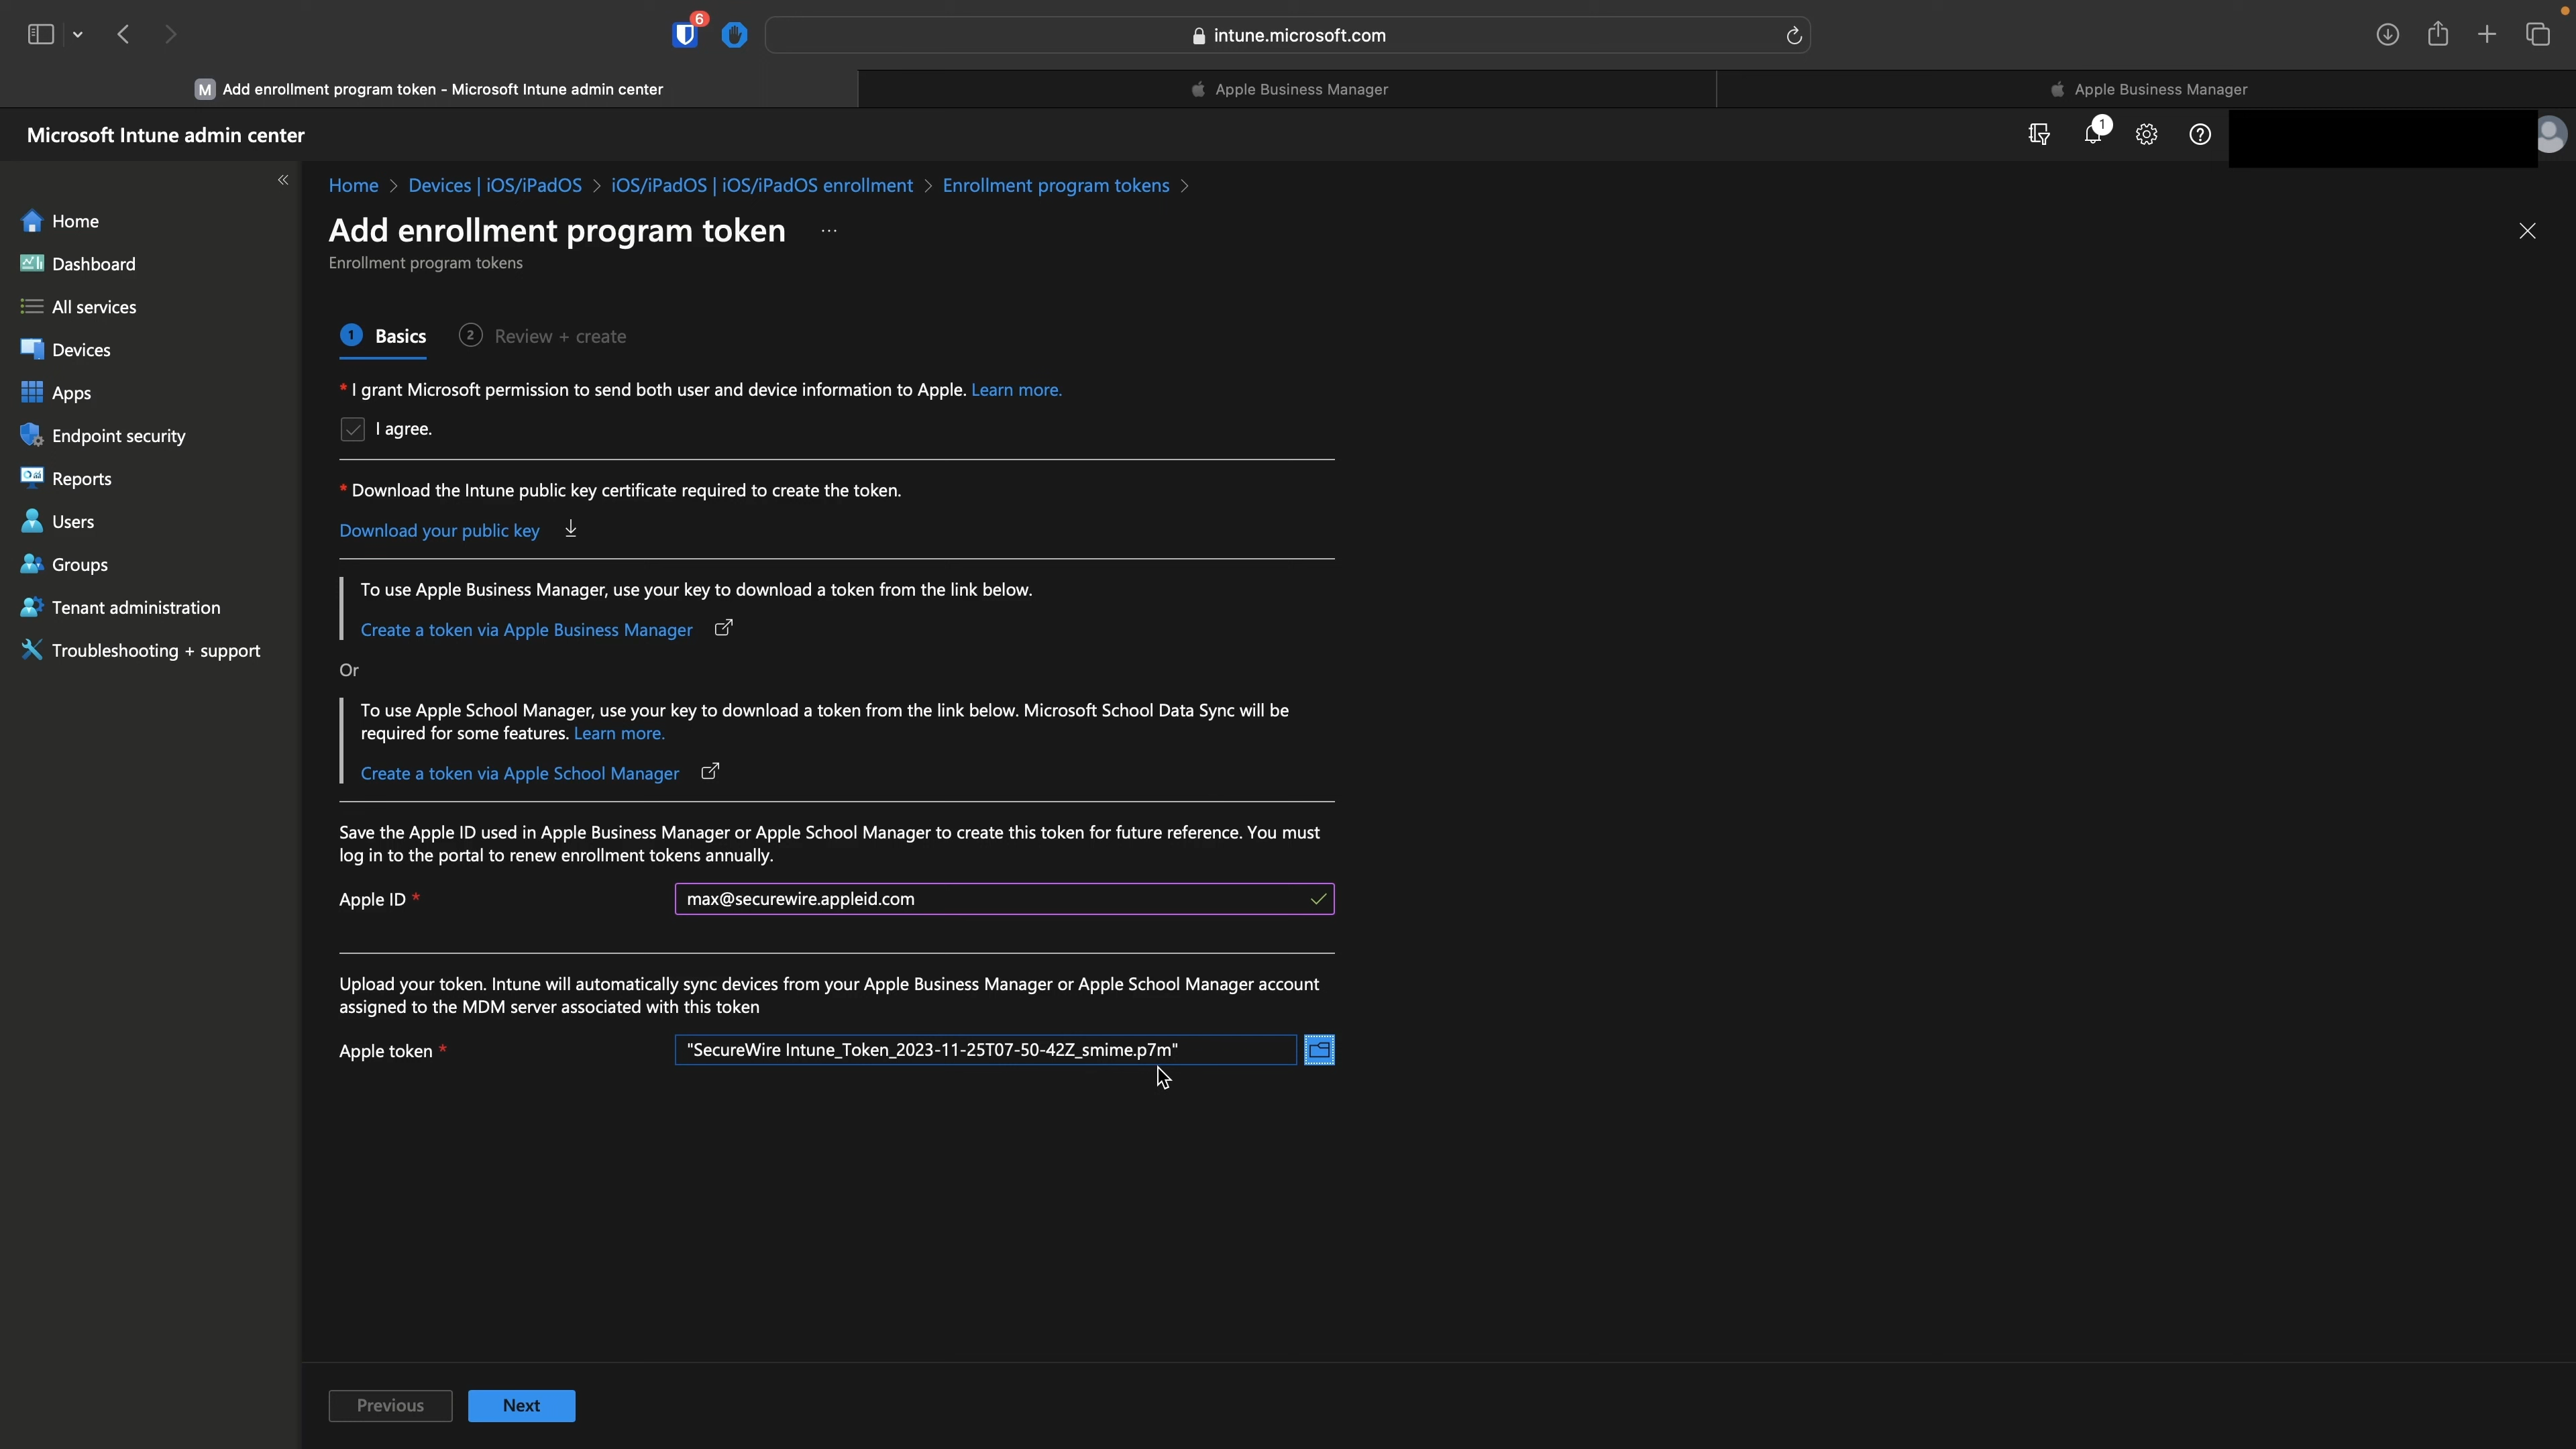 6
intune.microsoft.com
M Add enrollment program token - Microsoft Intune admin center
Apple Business Manager
Apple Business Manager
Microsoft Intune admin center
1
Home > Devices | iOS/iPadOS > iOS/iPadOS | iOS/iPadOS enrollment > Enrollment program tokens >
Add enrollment program token ...
Enrollment program tokens
Home
Dashboard
All services
Devices
Apps
Endpoint security
Reports
Users
Groups
Tenant administration
Troubleshooting + support
1 Basics
2 Review + create
* I grant Microsoft permission to send both user and device information to Apple. Learn more.
I agree.
* Download the Intune public key certificate required to create the token.
Download your public key
To use Apple Business Manager, use your key to download a token from the link below.
Create a token via Apple Business Manager
Or
To use Apple School Manager, use your key to download a token from the link below. Microsoft School Data Sync will be
required for some features. Learn more.
Create a token via Apple School Manager
Save the Apple ID used in Apple Business Manager or Apple School Manager to create this token for future reference. You must
log in to the portal to renew enrollment tokens annually.
Apple ID * max@securewire.appleid.com
Upload your token. Intune will automatically sync devices from your Apple Business Manager or Apple School Manager account
assigned to the MDM server associated with this token
Apple token * "SecureWire Intune_Token_2023-11-25T07-50-42Z_smime.p7m"
Previous
Next